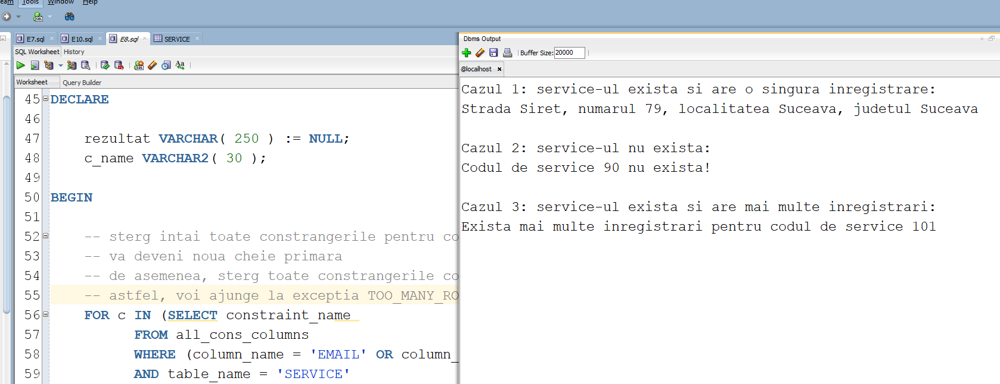 Tools Window Help
E7.sql E10.sql E8.sql SERVICE
SQL Worksheet History
Worksheet Query Builder
45 DECLARE
46
47 rezultat VARCHAR( 250 ) := NULL;
48 c_name VARCHAR2( 30 );
49
50 BEGIN
51
52 -- sterg intai toate constrangerile pentru co
53 -- va deveni noua cheie primara
54 -- de asemenea, sterg toate constrangerile co
55 -- astfel, voi ajunge la exceptia TOO_MANY_RO
56 FOR c IN (SELECT constraint_name
57 FROM all_cons_columns
58 WHERE (column_name = 'EMAIL' OR column_
59 AND table_name = 'SERVICE'
Dbms Output
Buffer Size: 20000
@localhost
Cazul 1: service-ul exista si are o singura inregistrare:
Strada Siret, numarul 79, localitatea Suceava, judetul Suceava
Cazul 2: service-ul nu exista:
Codul de service 90 nu exista!
Cazul 3: service-ul exista si are mai multe inregistrari:
Exista mai multe inregistrari pentru codul de service 101